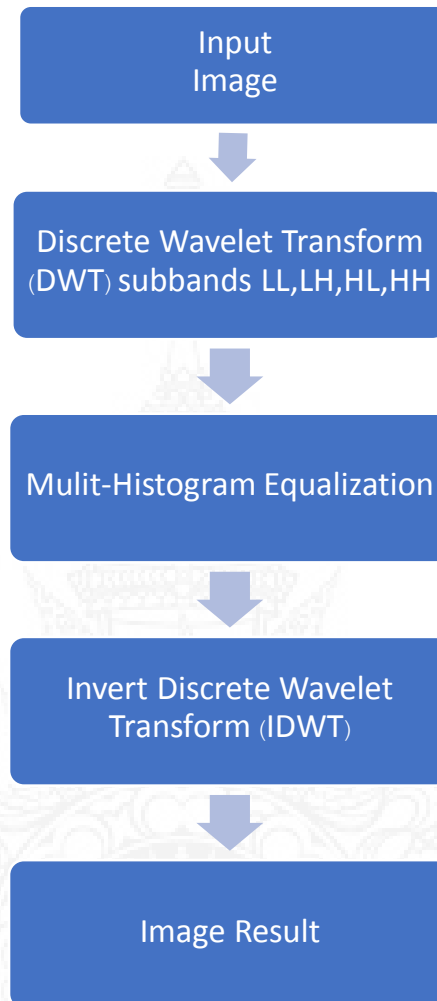 Input
Image
Discrete Wavelet Transform
(DWT) subbands LL,LH,HL,HH
Mulit-Histogram Equalization
Invert Discrete Wavelet
Transform (IDWT)
Image Result